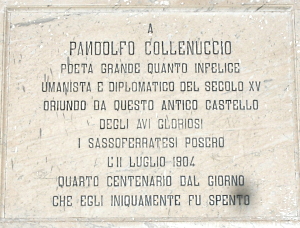 A
PANDOLFO COLLENUCCIO
POETA GRANDE QUANTO INFELICE
UMANISTA E DIPLOMATICO DEL SECOLO XV
ORIUNDO DA QUESTO ANTICO CASTELLO
DEGLI AVI GLORIOSI
I SASSOFERRATESI POSERO
L'11 LUGLIO 1904
QUARTO CENTENARIO DAL GIORNO
CHE EGLI INIQUAMENTE FU SPENTO